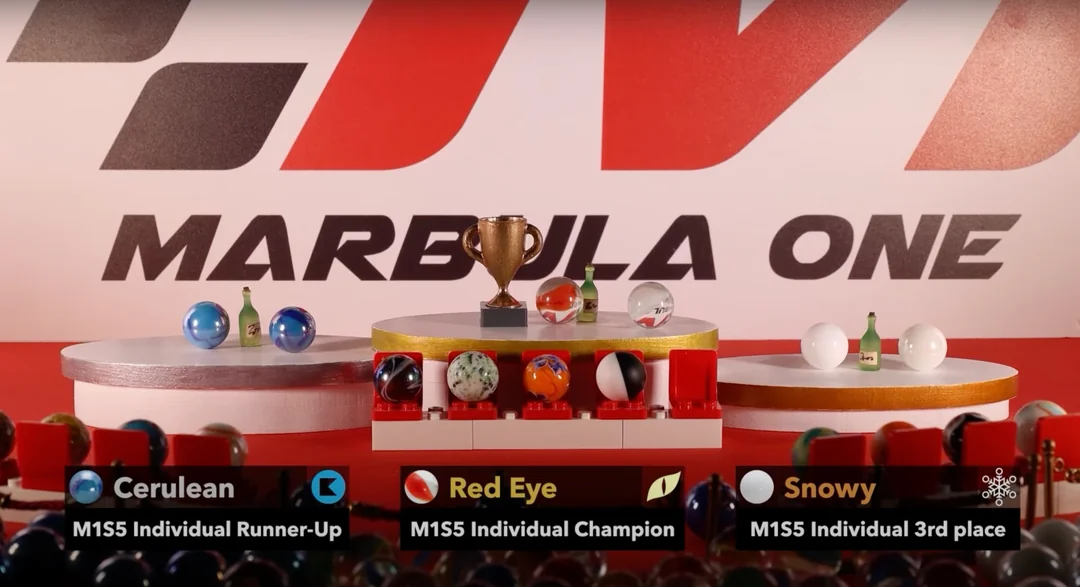 MARBULA ONE
Cerulean
M1S5 Individual Runner-Up
Red Eye
M1S5 Individual Champion
Snowy
M1S5 Individual 3rd place